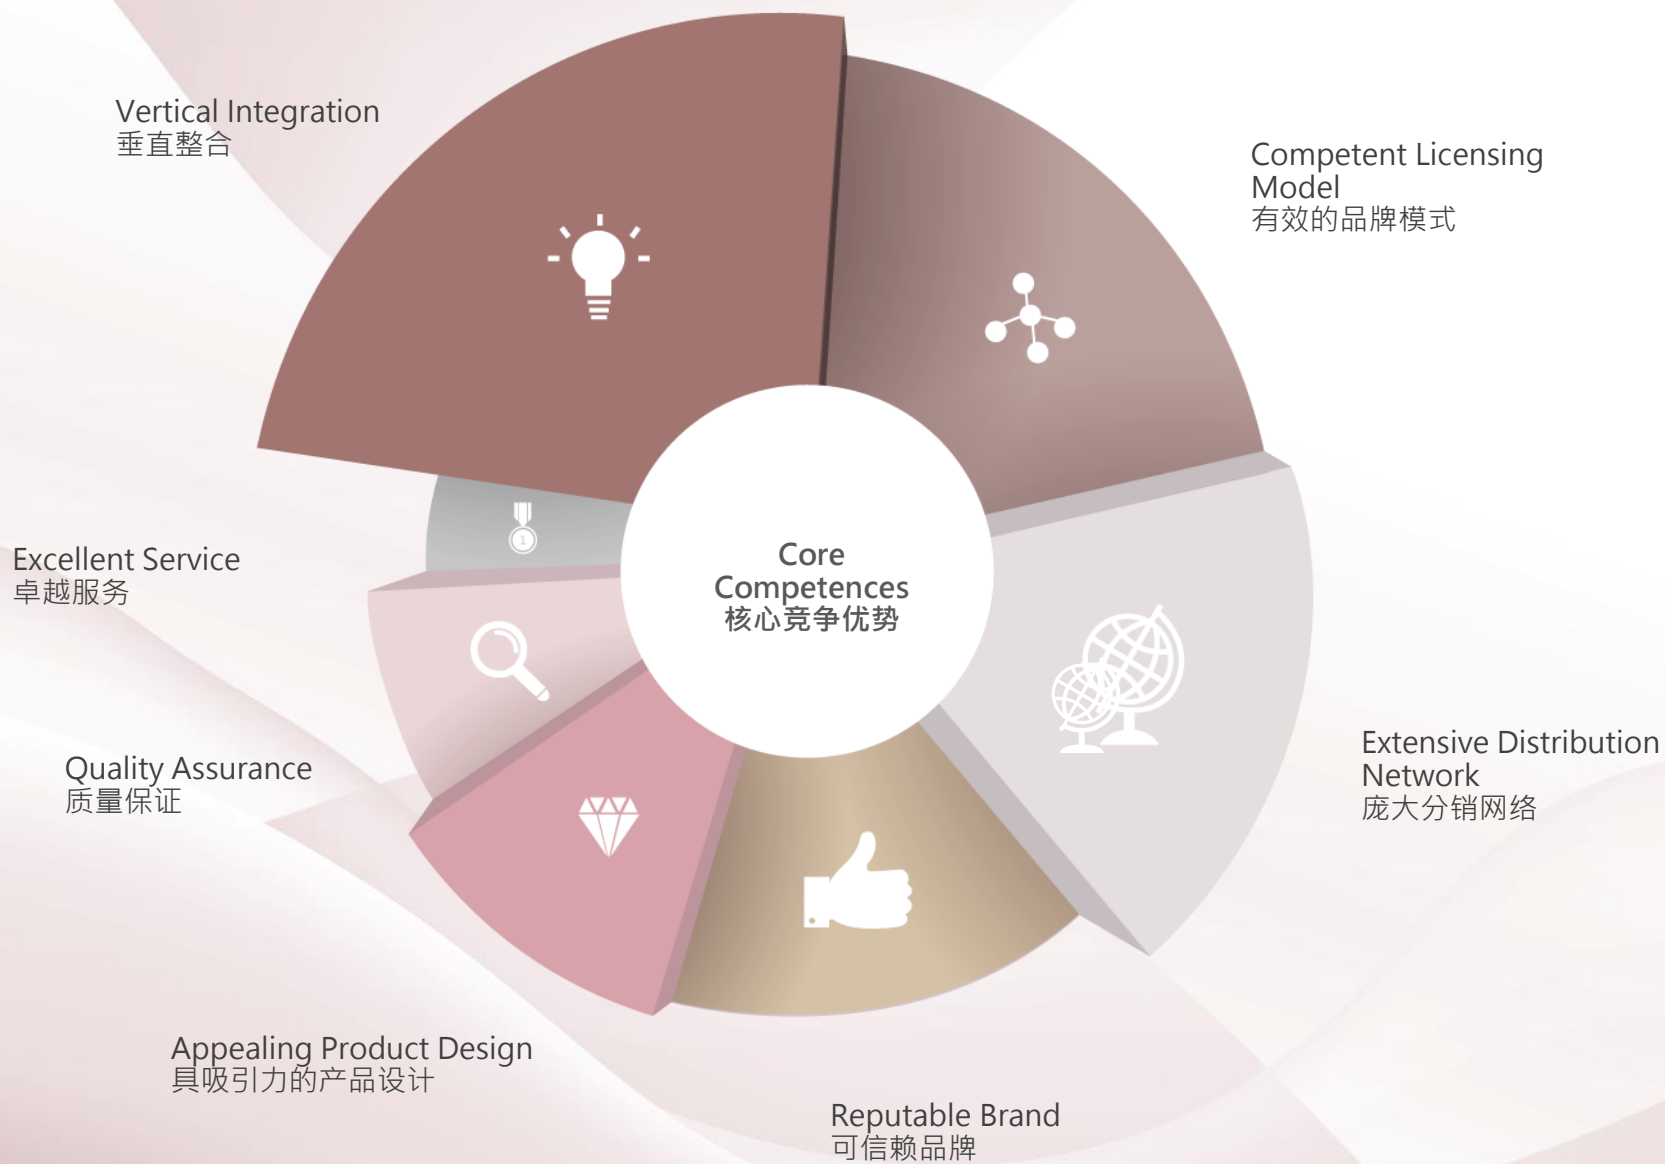 Vertical Integration
垂直整合
Competent Licensing
Model
有效的品牌模式
Core
Competences
核心竞争优势
1
Excellent Service
卓越服务
Extensive Distribution
Network
庞大分销网络
Quality Assurance
质量保证
Appealing Product Design
具吸引力的产品设计
Reputable Brand
可信赖品牌